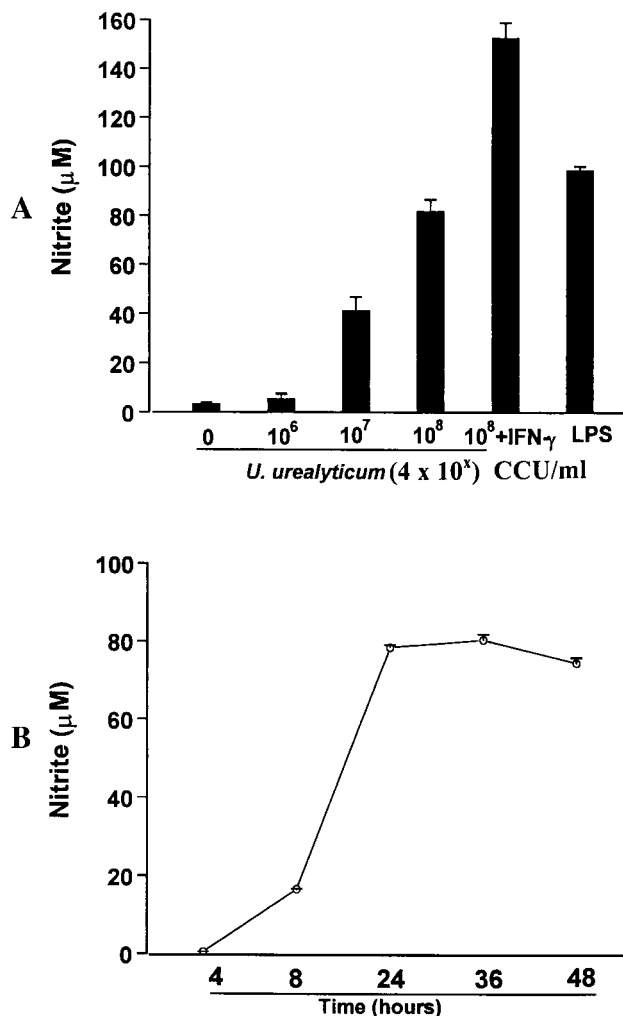 A
Nitrite (μM)
160
140
120
100
80
60
40
20
0
0 10⁶ 10⁷ 10⁸ 10⁸+IFN-γ LPS
U. urealyticum (4 x 10ˣ) CCU/ml
B
Nitrite (μM)
100
80
60
40
20
0
4 8 24 36 48
Time (hours)